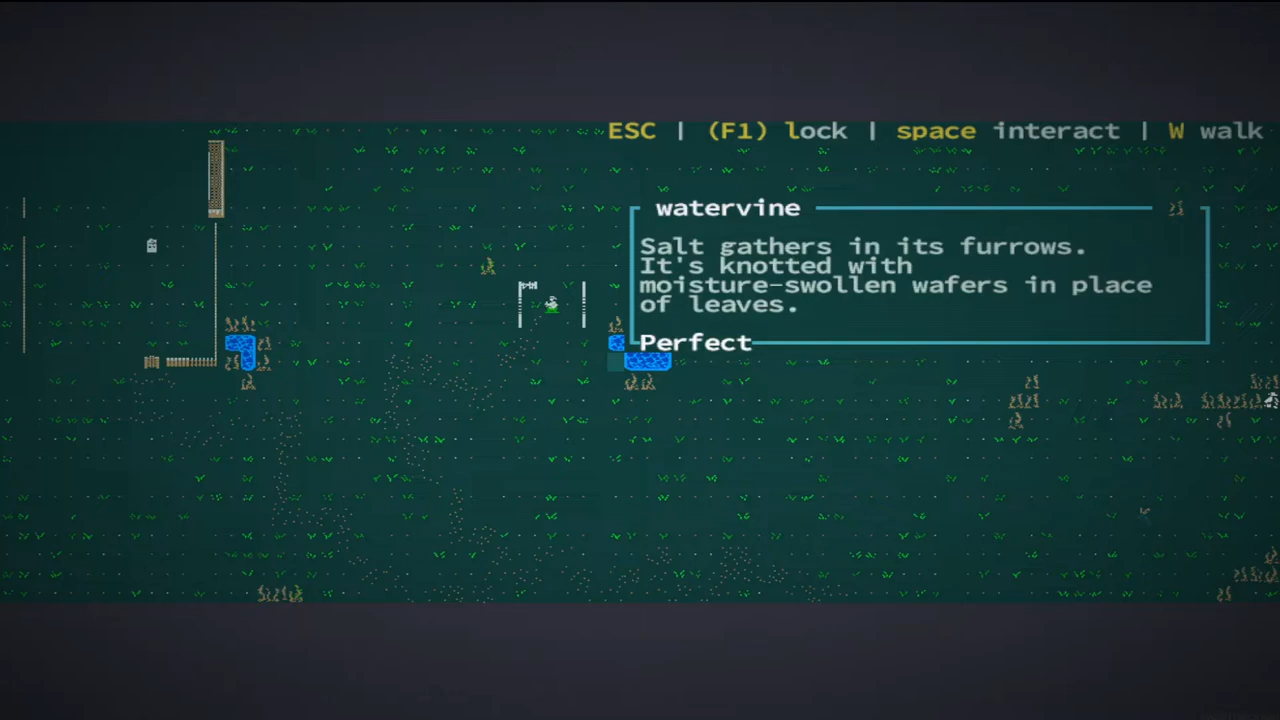 ESC | (F1) lock | space interact | W walk
watervine
Salt gathers in its furrows.
It's knotted with
moisture-swollen wafers in place
of leaves.
Perfect